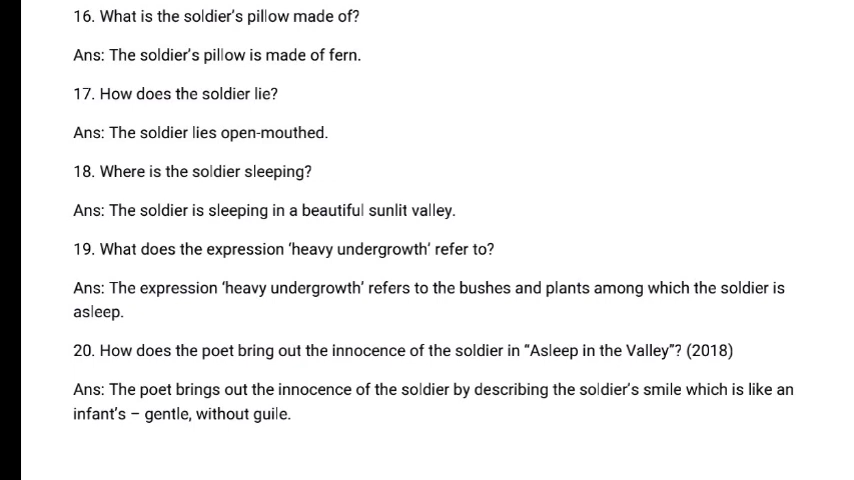 16. What is the soldier's pillow made of?
Ans: The soldier's pillow is made of fern.
17. How does the soldier lie?
Ans: The soldier lies open-mouthed.
18. Where is the soldier sleeping?
Ans: The soldier is sleeping in a beautiful sunlit valley.
19. What does the expression ‘heavy undergrowth’ refer to?
Ans: The expression ‘heavy undergrowth’ refers to the bushes and plants among which the soldier is
asleep.
20. How does the poet bring out the innocence of the soldier in “Asleep in the Valley”? (2018)
Ans: The poet brings out the innocence of the soldier by describing the soldier's smile which is like an
infant's – gentle, without guile.